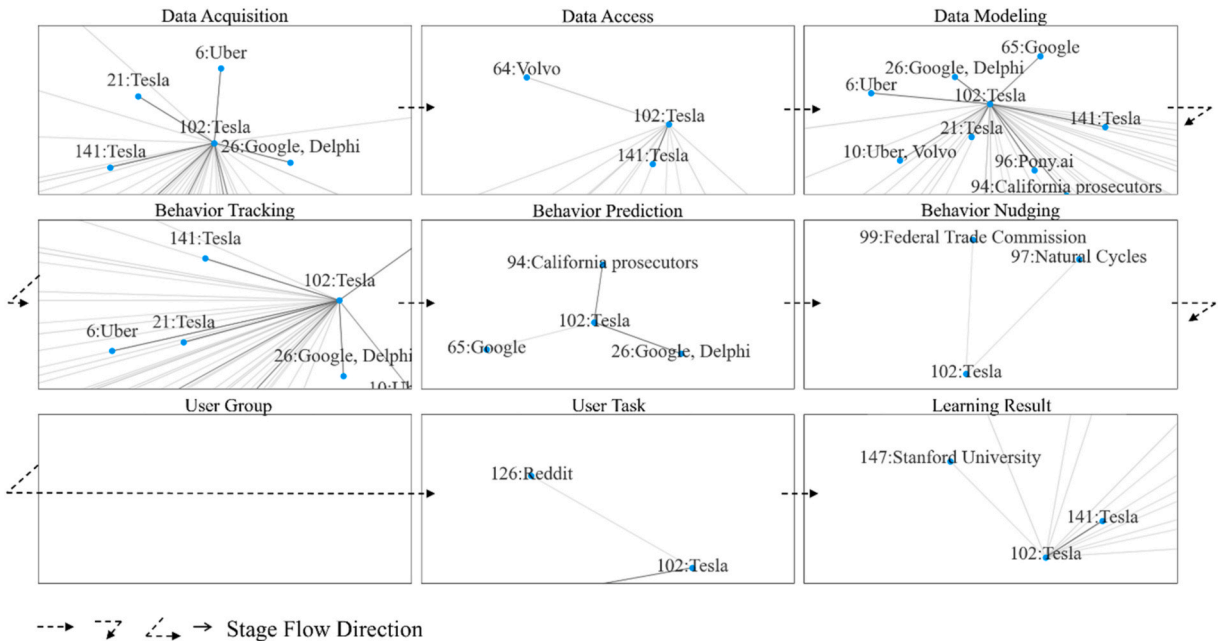 Data Acquisition
6:Uber
21:Tesla
102:Tesla
26:Google, Delphi
141:Tesla
Data Access
64:Volvo
102:Tesla
141:Tesla
Data Modeling
65:Google
26:Google, Delphi
6:Uber
102:Tesla
141:Tesla
21:Tesla
10:Uber, Volvo
96:Pony.ai
94:California prosecutors
Behavior Tracking
141:Tesla
102:Tesla
21:Tesla
6:Uber
26:Google, Delphi
Behavior Prediction
94:California prosecutors
102:Tesla
65:Google
26:Google, Delphi
Behavior Nudging
99:Federal Trade Commission
97:Natural Cycles
102:Tesla
User Group
User Task
126:Reddit
102:Tesla
Learning Result
147:Stanford University
141:Tesla
102:Tesla
Stage Flow Direction